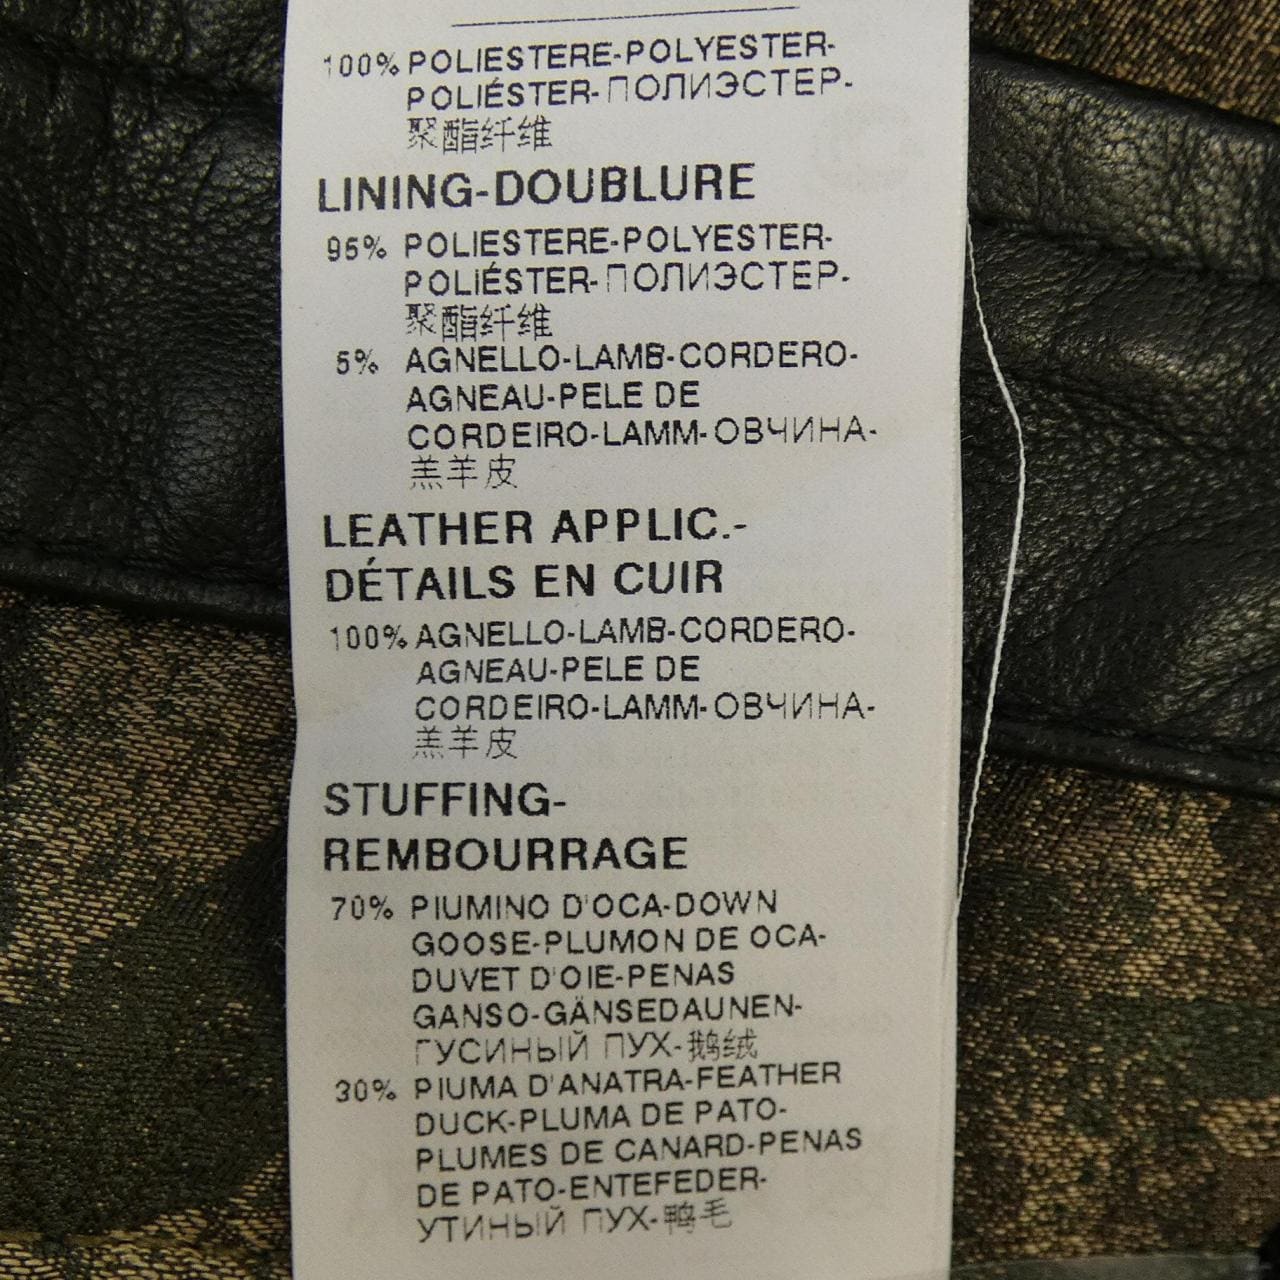 100% POLIESTERE-POLYESTER-
POLIÉSTER-ПОЛИЭСТЕР-
聚酯纤维
LINING-DOUBLURE
95% POLIESTERE-POLYESTER-
POLIÉSTER-ПОЛИЭСТЕР-
聚酯纤维
5% AGNELLO-LAMB-CORDERO-
AGNEAU-PELE DE
CORDEIRO-LAMM-ОВЧИНА-
羔羊皮
LEATHER APPLIC.-
DÉTAILS EN CUIR
100% AGNELLO-LAMB-CORDERO-
AGNEAU-PELE DE
CORDEIRO-LAMM-ОВЧИНА-
羔羊皮
STUFFING-
REMBOURRAGE
70% PIUMINO D'OCA-DOWN
GOOSE-PLUMON DE OCA-
DUVET D'OIE-PENAS
GANSO-GÄNSEDAUNEN-
ГУСИНЫЙ ПУХ-鹅绒
30% PIUMA D'ANATRA-FEATHER
DUCK-PLUMA DE PATO-
PLUMES DE CANARD-PENAS
DE PATO-ENTEFEDER-
УТИНЫЙ ПУХ-鸭毛